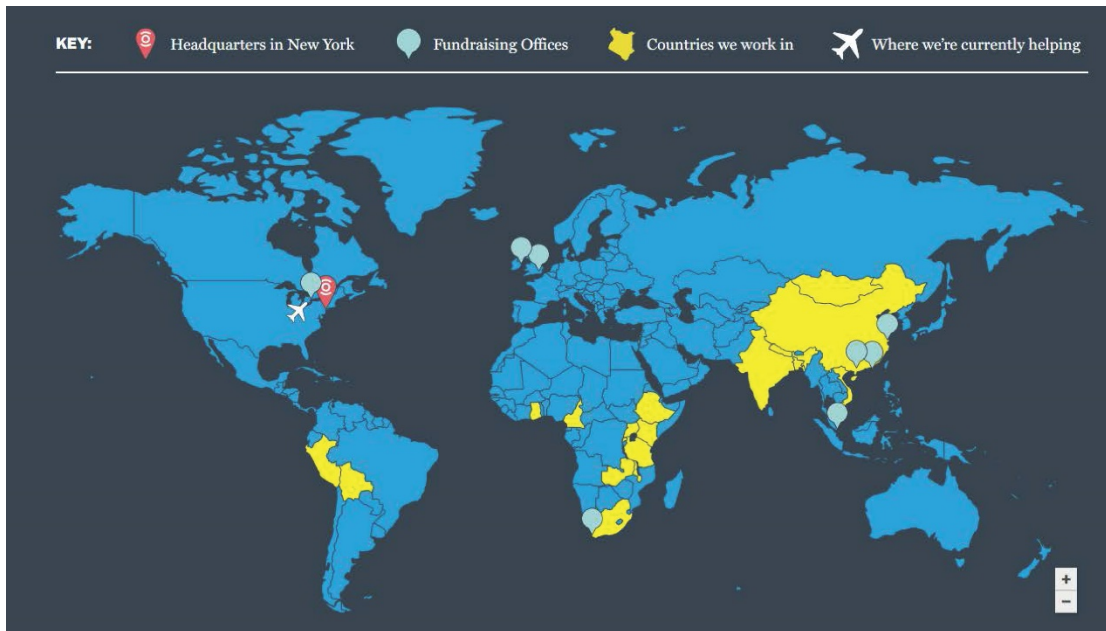 KEY: Headquarters in New York Fundraising Offices Countries we work in Where we're currently helping
+
−